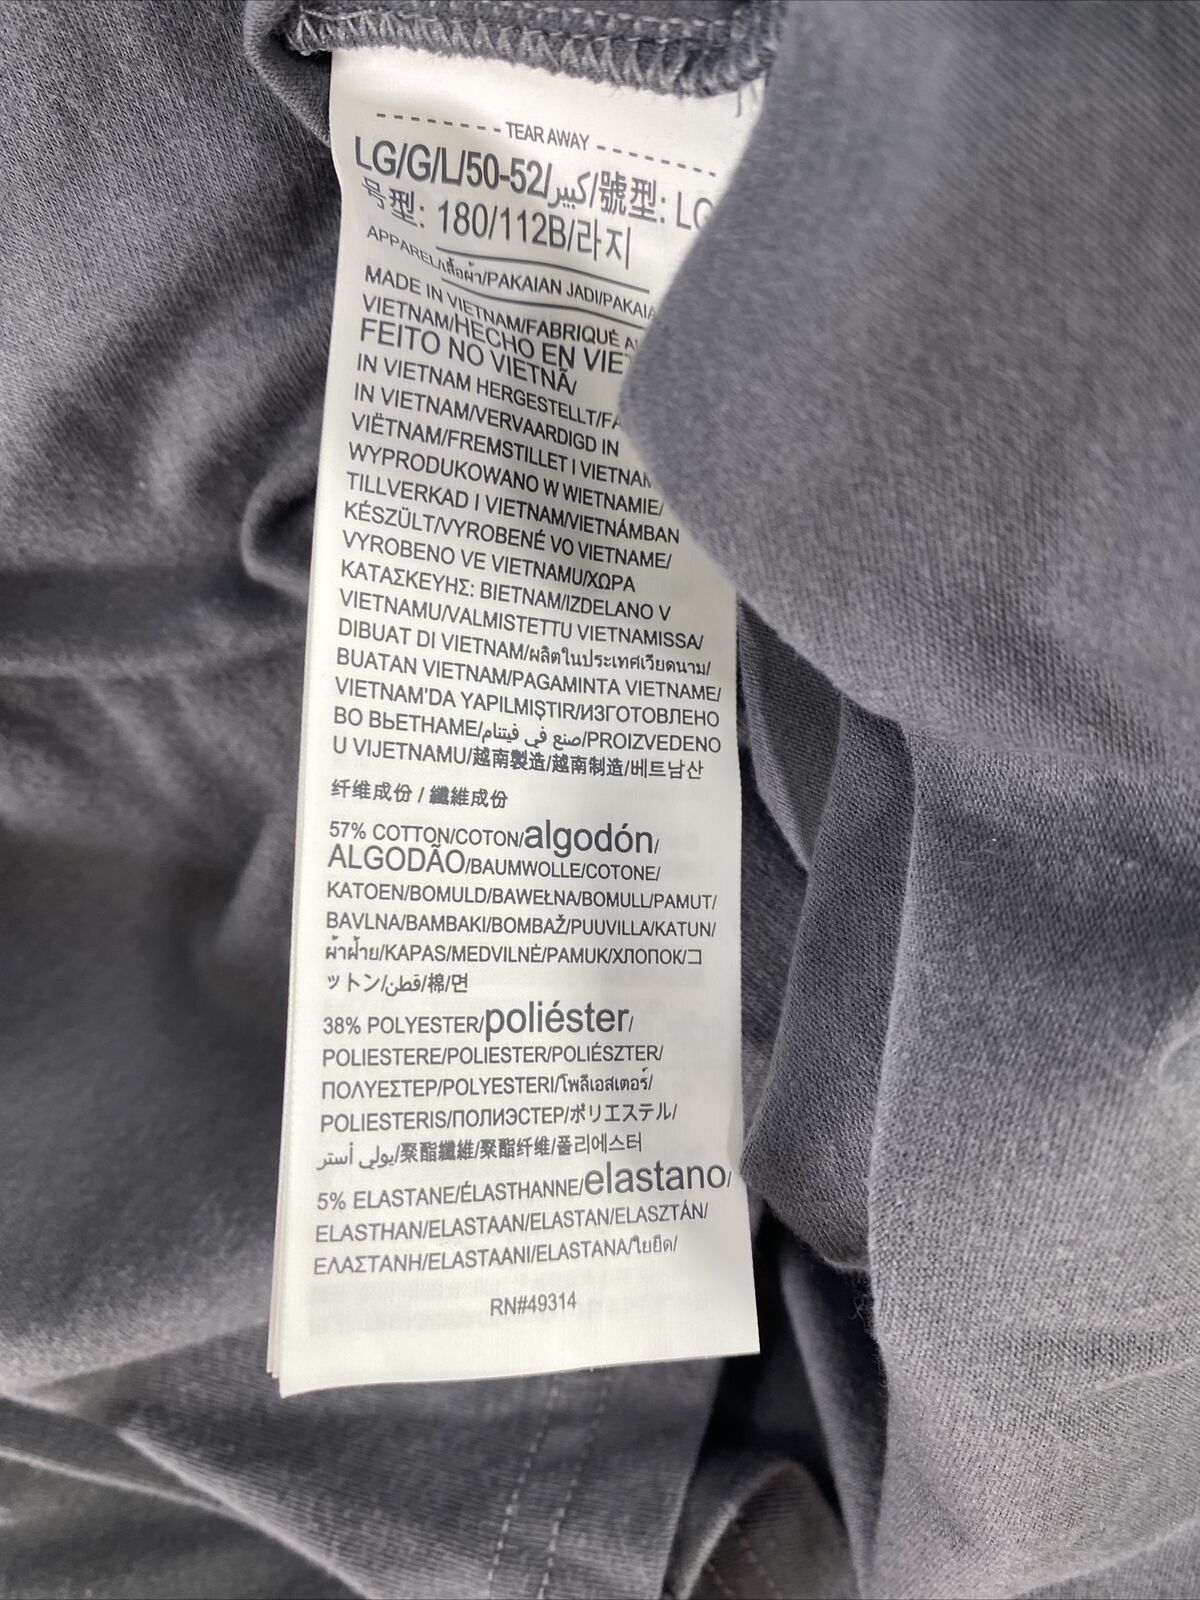 TEAR AWAY
LG/G/L/50-52/كبير/號型: LG
号型: 180/112B/라지
APPAREL/เสื้อผ้า/PAKAIAN JADI/PAKAIA
MADE IN VIETNAM/FABRIQUÉ AU
VIETNAM/HECHO EN VIET
FEITO NO VIETNÃ/
IN VIETNAM HERGESTELLT/FA
IN VIETNAM/VERVAARDIGD IN
VIËTNAM/FREMSTILLET I VIETNAM
WYPRODUKOWANO W WIETNAMIE/
TILLVERKAD I VIETNAM/VIETNÁMBAN
KÉSZÜLT/VYROBENÉ VO VIETNAME/
VYROBENO VE VIETNAMU/ΧΩΡΑ
ΚΑΤΑΣΚΕΥΗΣ: ΒΙΕΤΝΑΜ/IZDELANO V
VIETNAMU/VALMISTETTU VIETNAMISSA/
DIBUAT DI VIETNAM/ผลิตในประเทศเวียดนาม/
BUATAN VIETNAM/PAGAMINTA VIETNAME/
VIETNAM'DA YAPILMIŞTIR/ИЗГОТОВЛЕНО
ВО ВЬЕТНАМЕ/صنع في فيتنام/PROIZVEDENO
U VIJETNAMU/越南製造/越南制造/베트남산
纤维成份 / 纖維成份
57% COTTON/COTON/algodón/
ALGODÃO/BAUMWOLLE/COTONE/
KATOEN/BOMULD/BAWEŁNA/BOMULL/PAMUT/
BAVLNA/BAMBAKI/BOMBAŽ/PUUVILLA/KATUN/
ผ้าฝ้าย/KAPAS/MEDVILNĖ/PAMUK/ХЛОПОК/コ
ットン/قطن/棉/면
38% POLYESTER/poliéster/
POLIESTERE/POLIESTER/POLIÉSZTER/
ΠΟΛΥΕΣΤΕΡ/POLYESTERI/โพลีเอสเตอร์/
POLIESTERIS/ПОЛИЭСТЕР/ポリエステル/
بولي أستر/聚酯纖維/聚酯纤维/폴리에스터
5% ELASTANE/ÉLASTHANNE/elastano/
ELASTHAN/ELASTAAN/ELASTAN/ELASZTÁN/
ΕΛΑΣΤΑΝΗ/ELASTAANI/ELASTANA/ใยยืด/
RN#49314